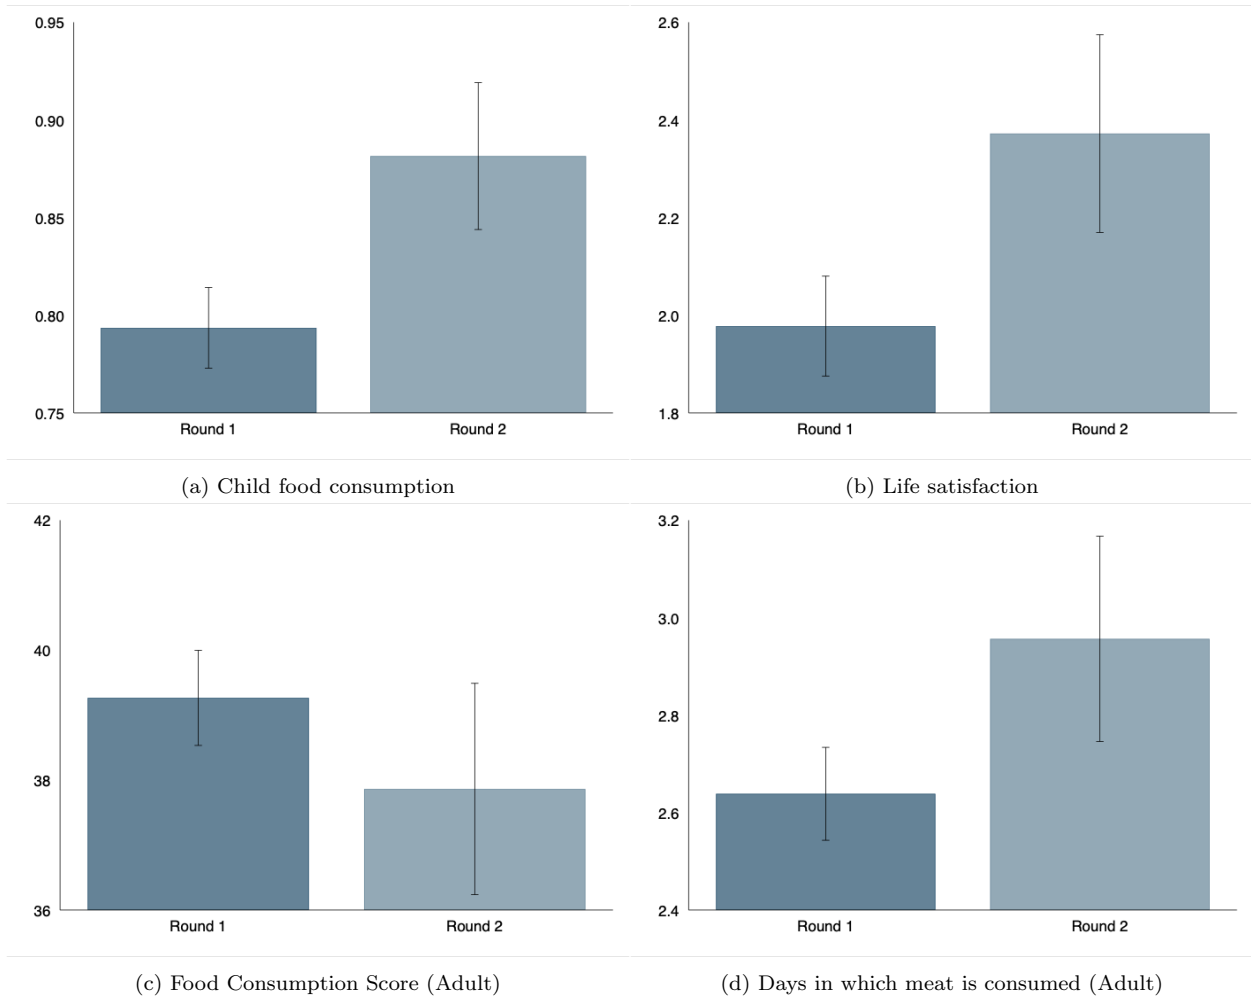 0.95
0.90
0.85
0.80
0.75
Round 1
Round 2
(a) Child food consumption
2.6
2.4
2.2
2.0
1.8
Round 1
Round 2
(b) Life satisfaction
42
40
38
36
Round 1
Round 2
(c) Food Consumption Score (Adult)
3.2
3.0
2.8
2.6
2.4
Round 1
Round 2
(d) Days in which meat is consumed (Adult)